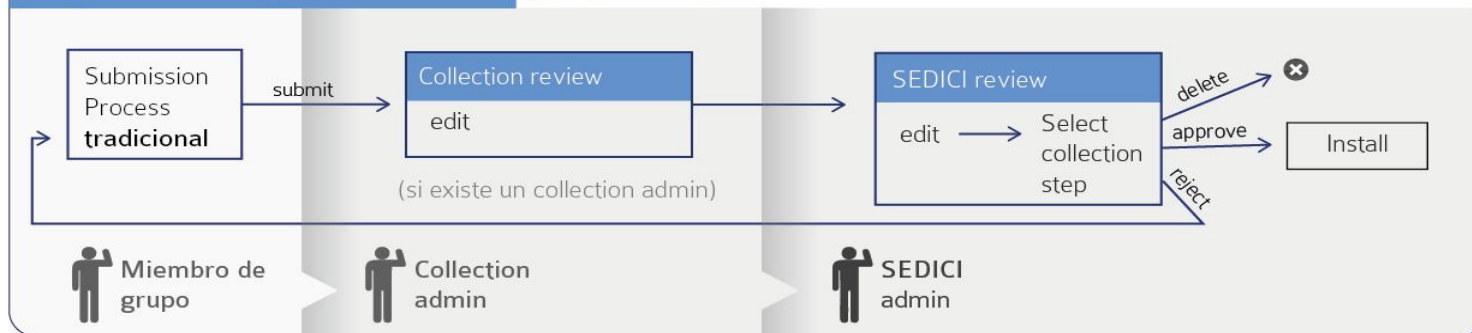 Submission
Process
tradicional
submit
Collection review
edit
(si existe un collection admin)
SEDICI review
edit
Select
collection
step
delete
approve
reject
Install
Miembro de
grupo
Collection
admin
SEDICI
admin